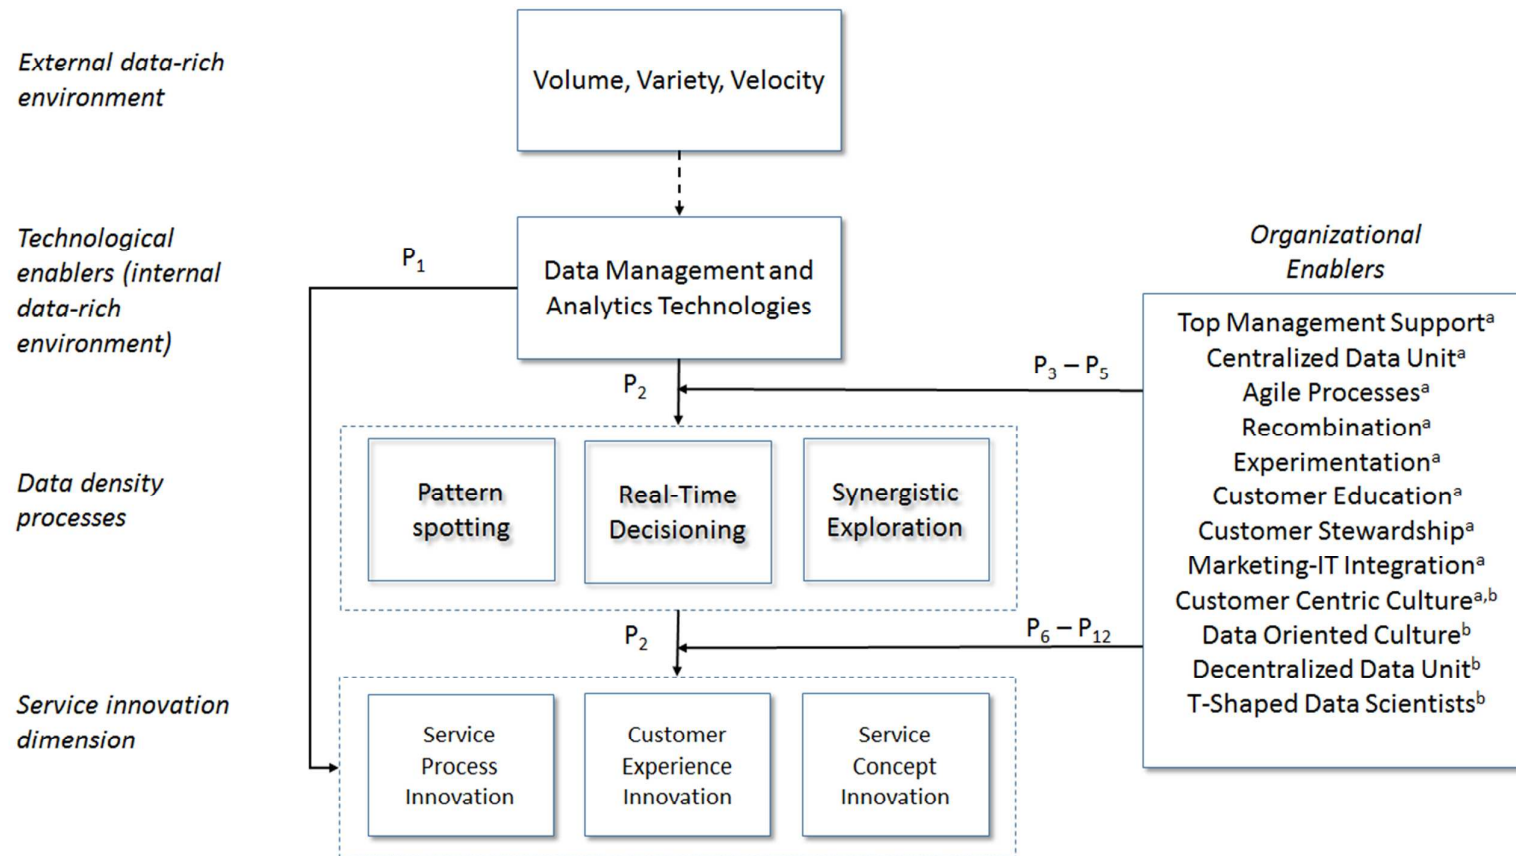 External data-rich
environment
Volume, Variety, Velocity
Technological
enablers (internal
data-rich
environment)
P₁
Data Management and
Analytics Technologies
Organizational
Enablers
Top Management Supportᵃ
Centralized Data Unitᵃ
Agile Processesᵃ
Recombinationᵃ
Experimentationᵃ
Customer Educationᵃ
Customer Stewardshipᵃ
Marketing-IT Integrationᵃ
Customer Centric Cultureᵃ,ᵇ
Data Oriented Cultureᵇ
Decentralized Data Unitᵇ
T-Shaped Data Scientistsᵇ
P₂
P₃ – P₅
Data density
processes
Pattern
spotting
Real-Time
Decisioning
Synergistic
Exploration
P₂
P₆ – P₁₂
Service innovation
dimension
Service
Process
Innovation
Customer
Experience
Innovation
Service
Concept
Innovation